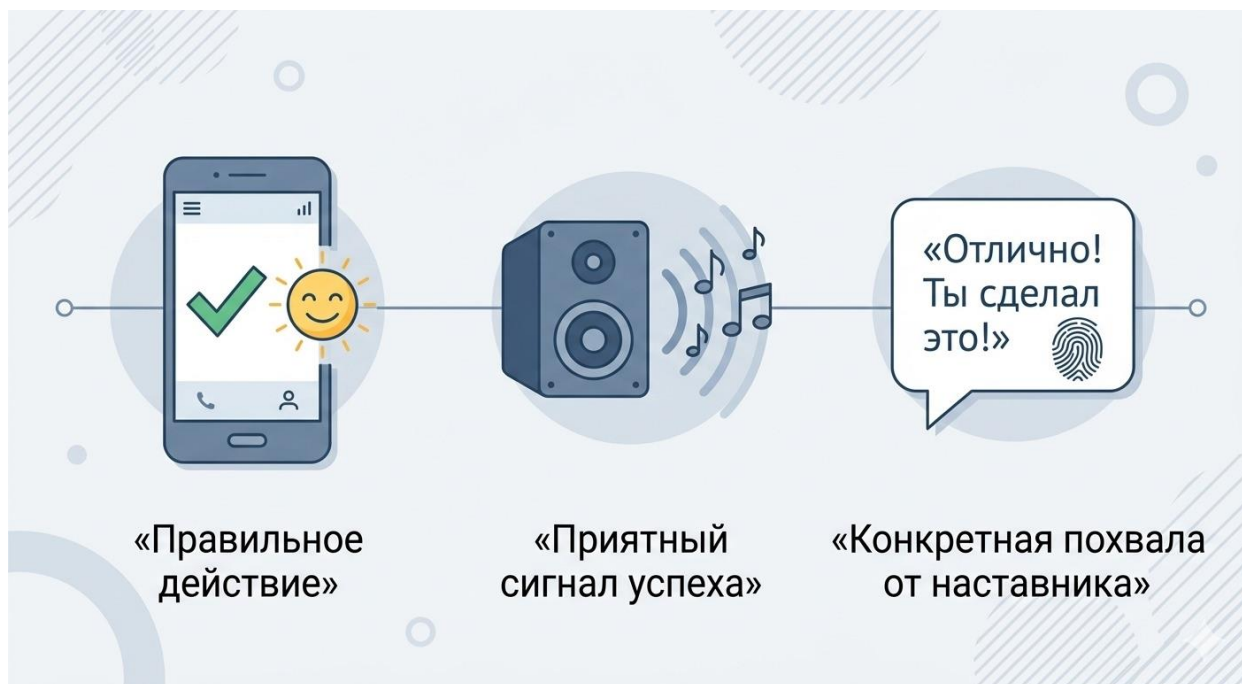 «Отлично!
Ты сделал
это!»
«Правильное
действие»
«Приятный
сигнал успеха»
«Конкретная похвала
от наставника»